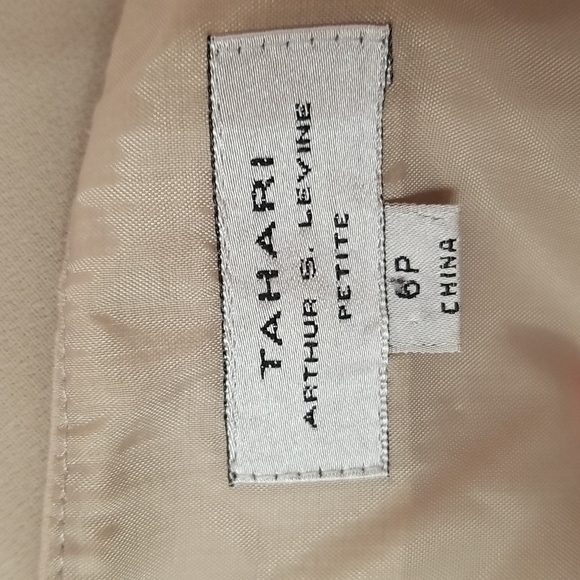 TAHARI
ARTHUR S. LEVINE
PETITE
6P
CHINA